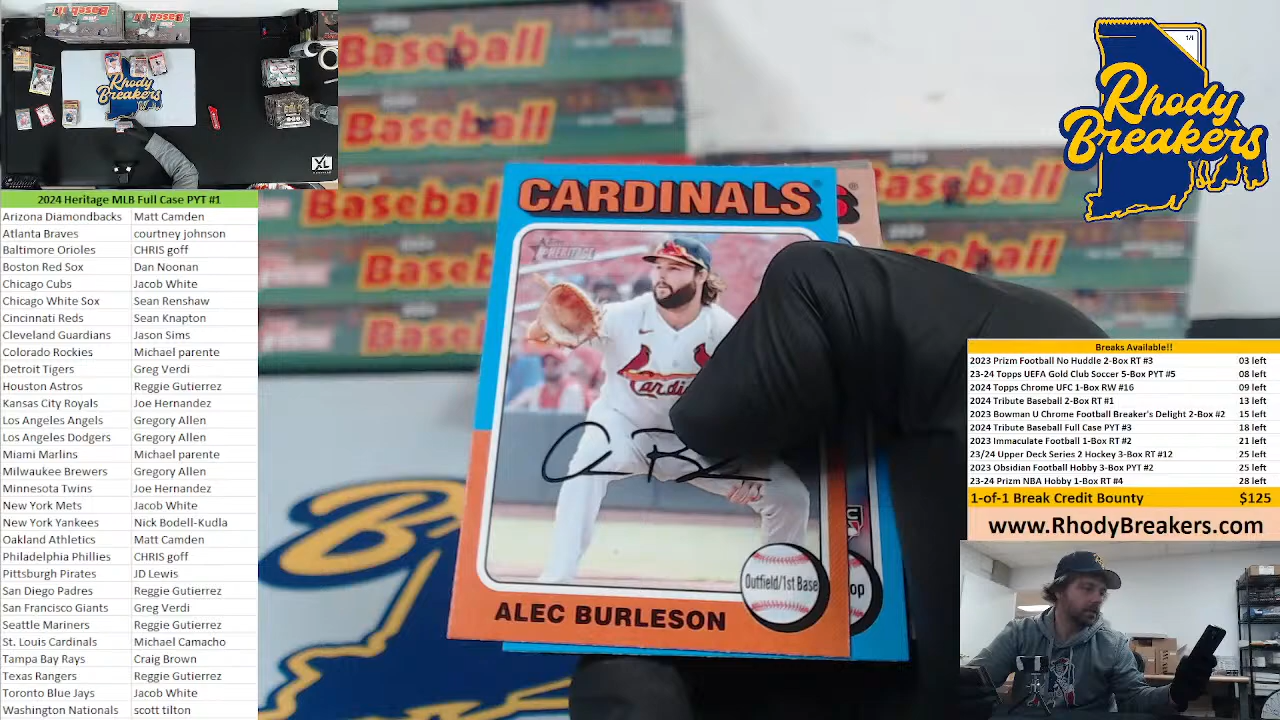 Baseball
Baseball
Baseball
Baseball
Baseball
Baseball
Baseball
Rhody
Breakers
1/1
Rhody
Breakers
XL
CARDINALS
HERITAGE
Cardinals
Outfield/1st Base
op
ALEC BURLESON
2024 Heritage MLB Full Case PYT #1
Arizona Diamondbacks Matt Camden
Atlanta Braves courtney johnson
Baltimore Orioles CHRIS goff
Boston Red Sox Dan Noonan
Chicago Cubs Jacob White
Chicago White Sox Sean Renshaw
Cincinnati Reds Sean Knapton
Cleveland Guardians Jason Sims
Colorado Rockies Michael parente
Detroit Tigers Greg Verdi
Houston Astros Reggie Gutierrez
Kansas City Royals Joe Hernandez
Los Angeles Angels Gregory Allen
Los Angeles Dodgers Gregory Allen
Miami Marlins Michael parente
Milwaukee Brewers Gregory Allen
Minnesota Twins Joe Hernandez
New York Mets Jacob White
New York Yankees Nick Bodell-Kudla
Oakland Athletics Matt Camden
Philadelphia Phillies CHRIS goff
Pittsburgh Pirates JD Lewis
San Diego Padres Reggie Gutierrez
San Francisco Giants Greg Verdi
Seattle Mariners Reggie Gutierrez
St. Louis Cardinals Michael Camacho
Tampa Bay Rays Craig Brown
Texas Rangers Reggie Gutierrez
Toronto Blue Jays Jacob White
Washington Nationals scott tilton
Breaks Available!!
2023 Prizm Football No Huddle 2-Box RT #3 03 left
23-24 Topps UEFA Gold Club Soccer 5-Box PYT #5 08 left
2024 Topps Chrome UFC 1-Box RW #16 09 left
2024 Tribute Baseball 2-Box RT #1 13 left
2023 Bowman U Chrome Football Breaker's Delight 2-Box #2 15 left
2024 Tribute Baseball Full Case PYT #3 18 left
2023 Immaculate Football 1-Box RT #2 21 left
23/24 Upper Deck Series 2 Hockey 3-Box RT #12 25 left
2023 Obsidian Football Hobby 3-Box PYT #2 25 left
23-24 Prizm NBA Hobby 1-Box RT #4 28 left
1-of-1 Break Credit Bounty $125
www.RhodyBreakers.com